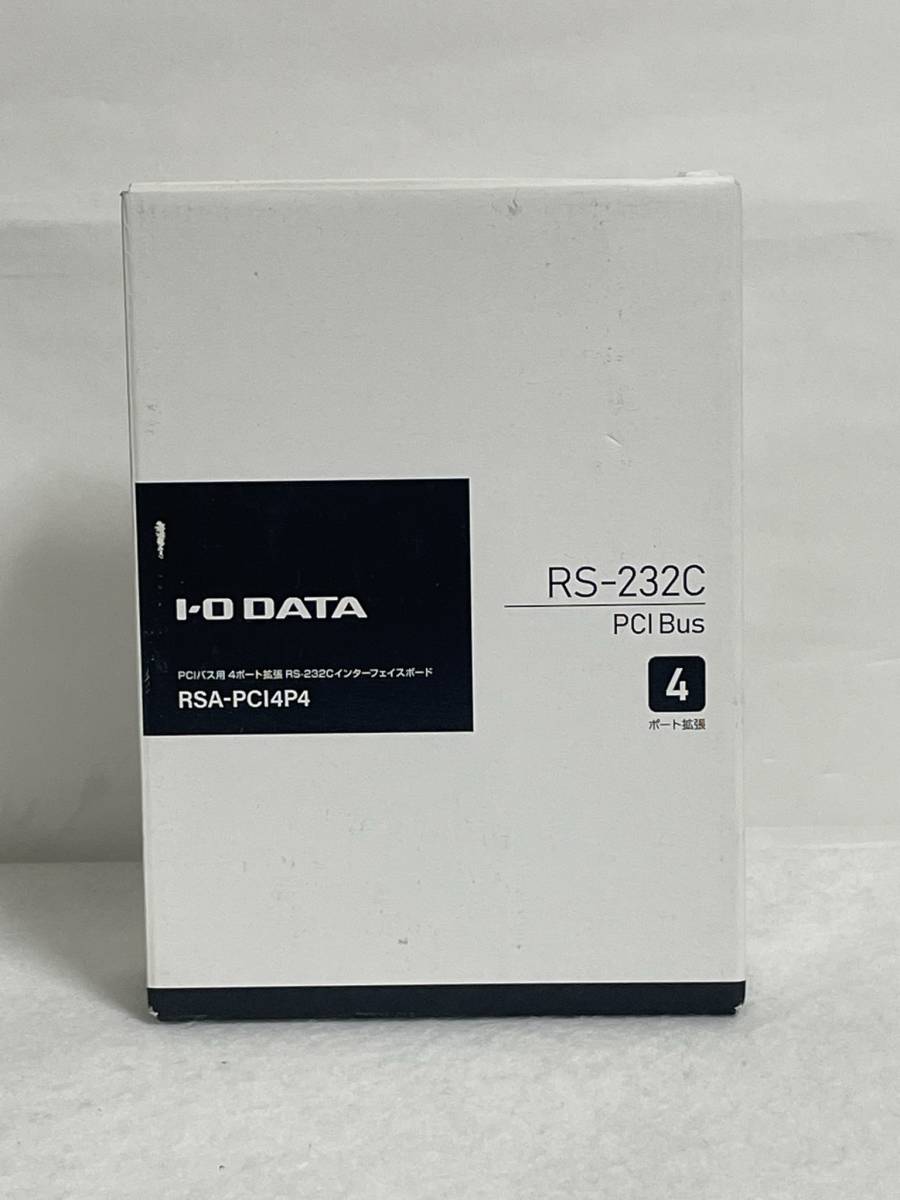 I-O DATA
PCIバス用 4ポート拡張 RS-232Cインターフェイスボード
RSA-PCI4P4
RS-232C
PCI Bus
4
ポート拡張